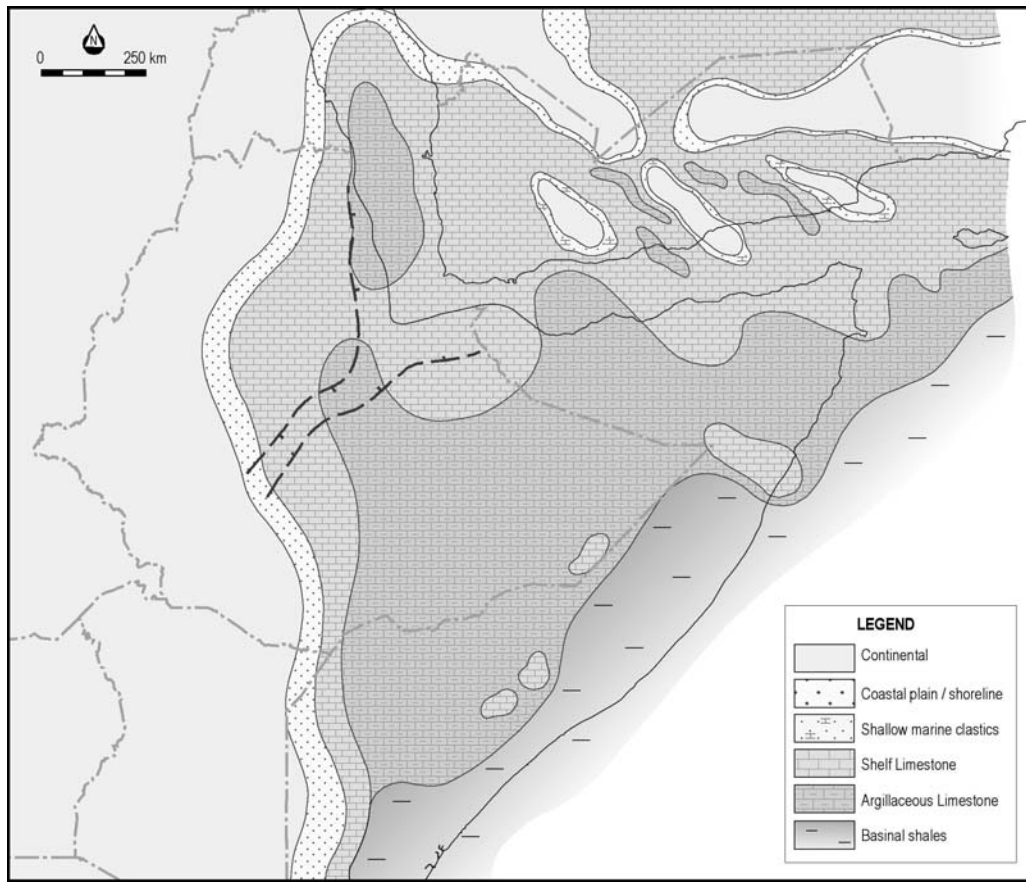 N
0 250 km
LEGEND
Continental
Coastal plain / shoreline
Shallow marine clastics
Shelf Limestone
Argillaceous Limestone
Basinal shales